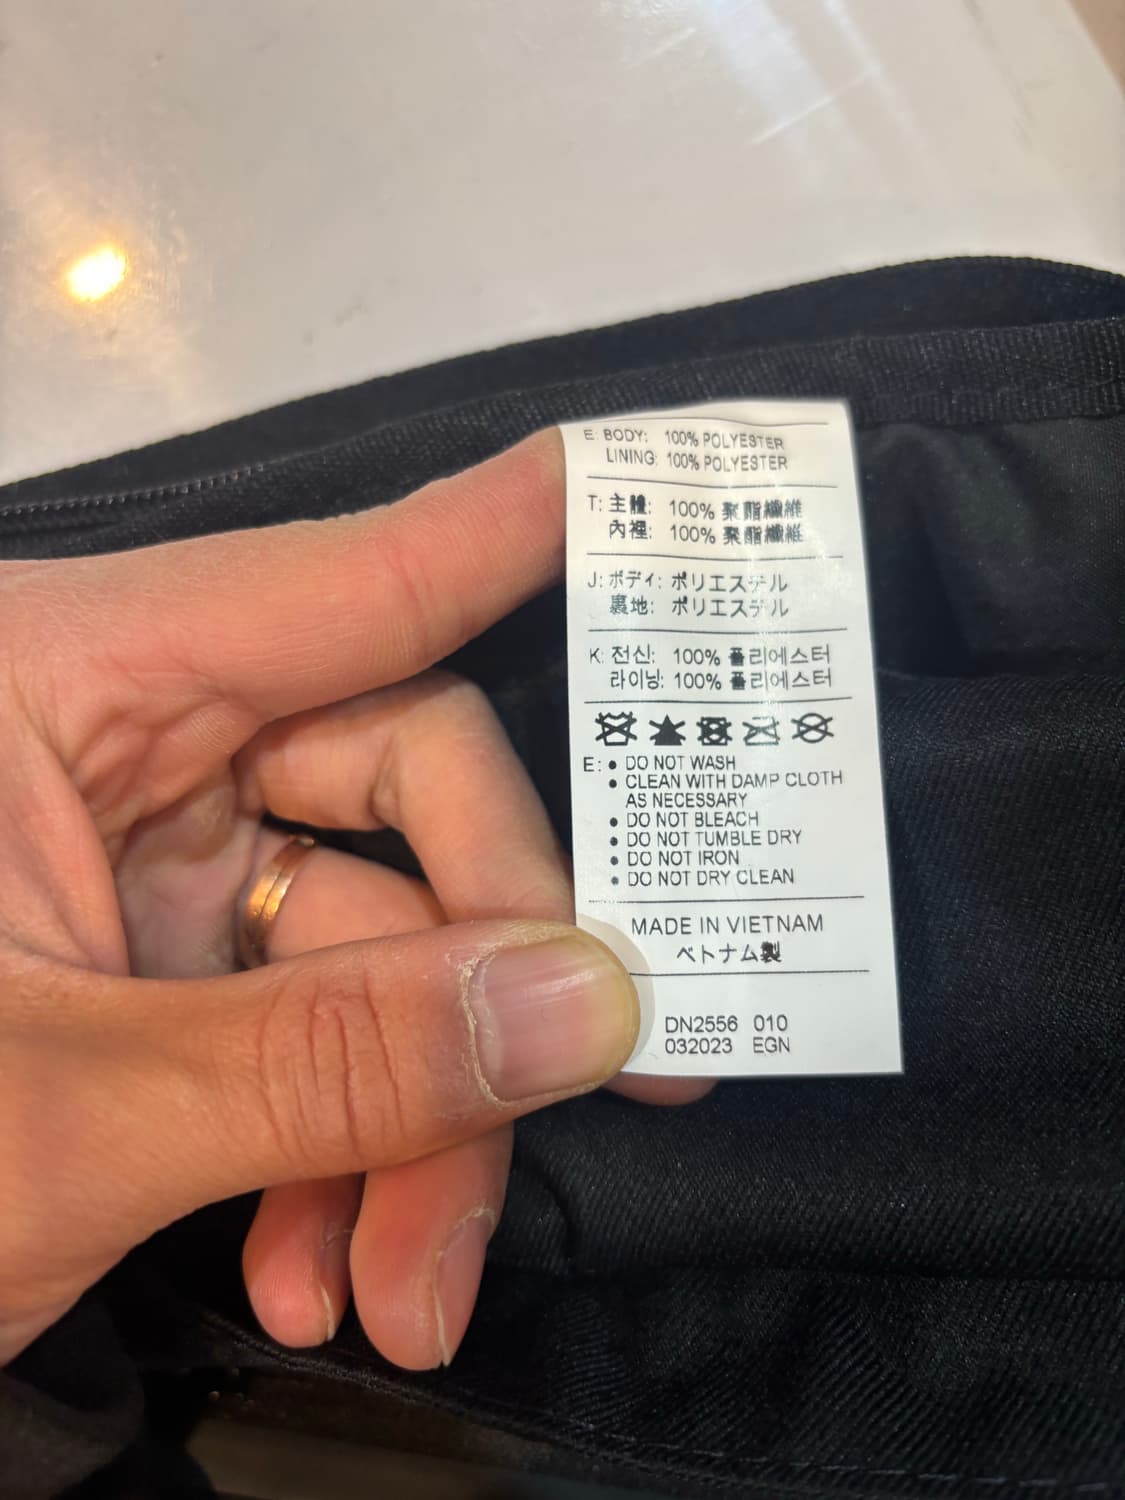 E: BODY: 100% POLYESTER
LINING: 100% POLYESTER
T: 主體: 100% 聚酯纖維
內裡: 100% 聚酯纖維
J: ボディ: ポリエステル
裏地: ポリエステル
K: 전신: 100% 폴리에스터
라이닝: 100% 폴리에스터
E: • DO NOT WASH
• CLEAN WITH DAMP CLOTH
AS NECESSARY
• DO NOT BLEACH
• DO NOT TUMBLE DRY
• DO NOT IRON
• DO NOT DRY CLEAN
MADE IN VIETNAM
ベトナム製
DN2556 010
032023 EGN